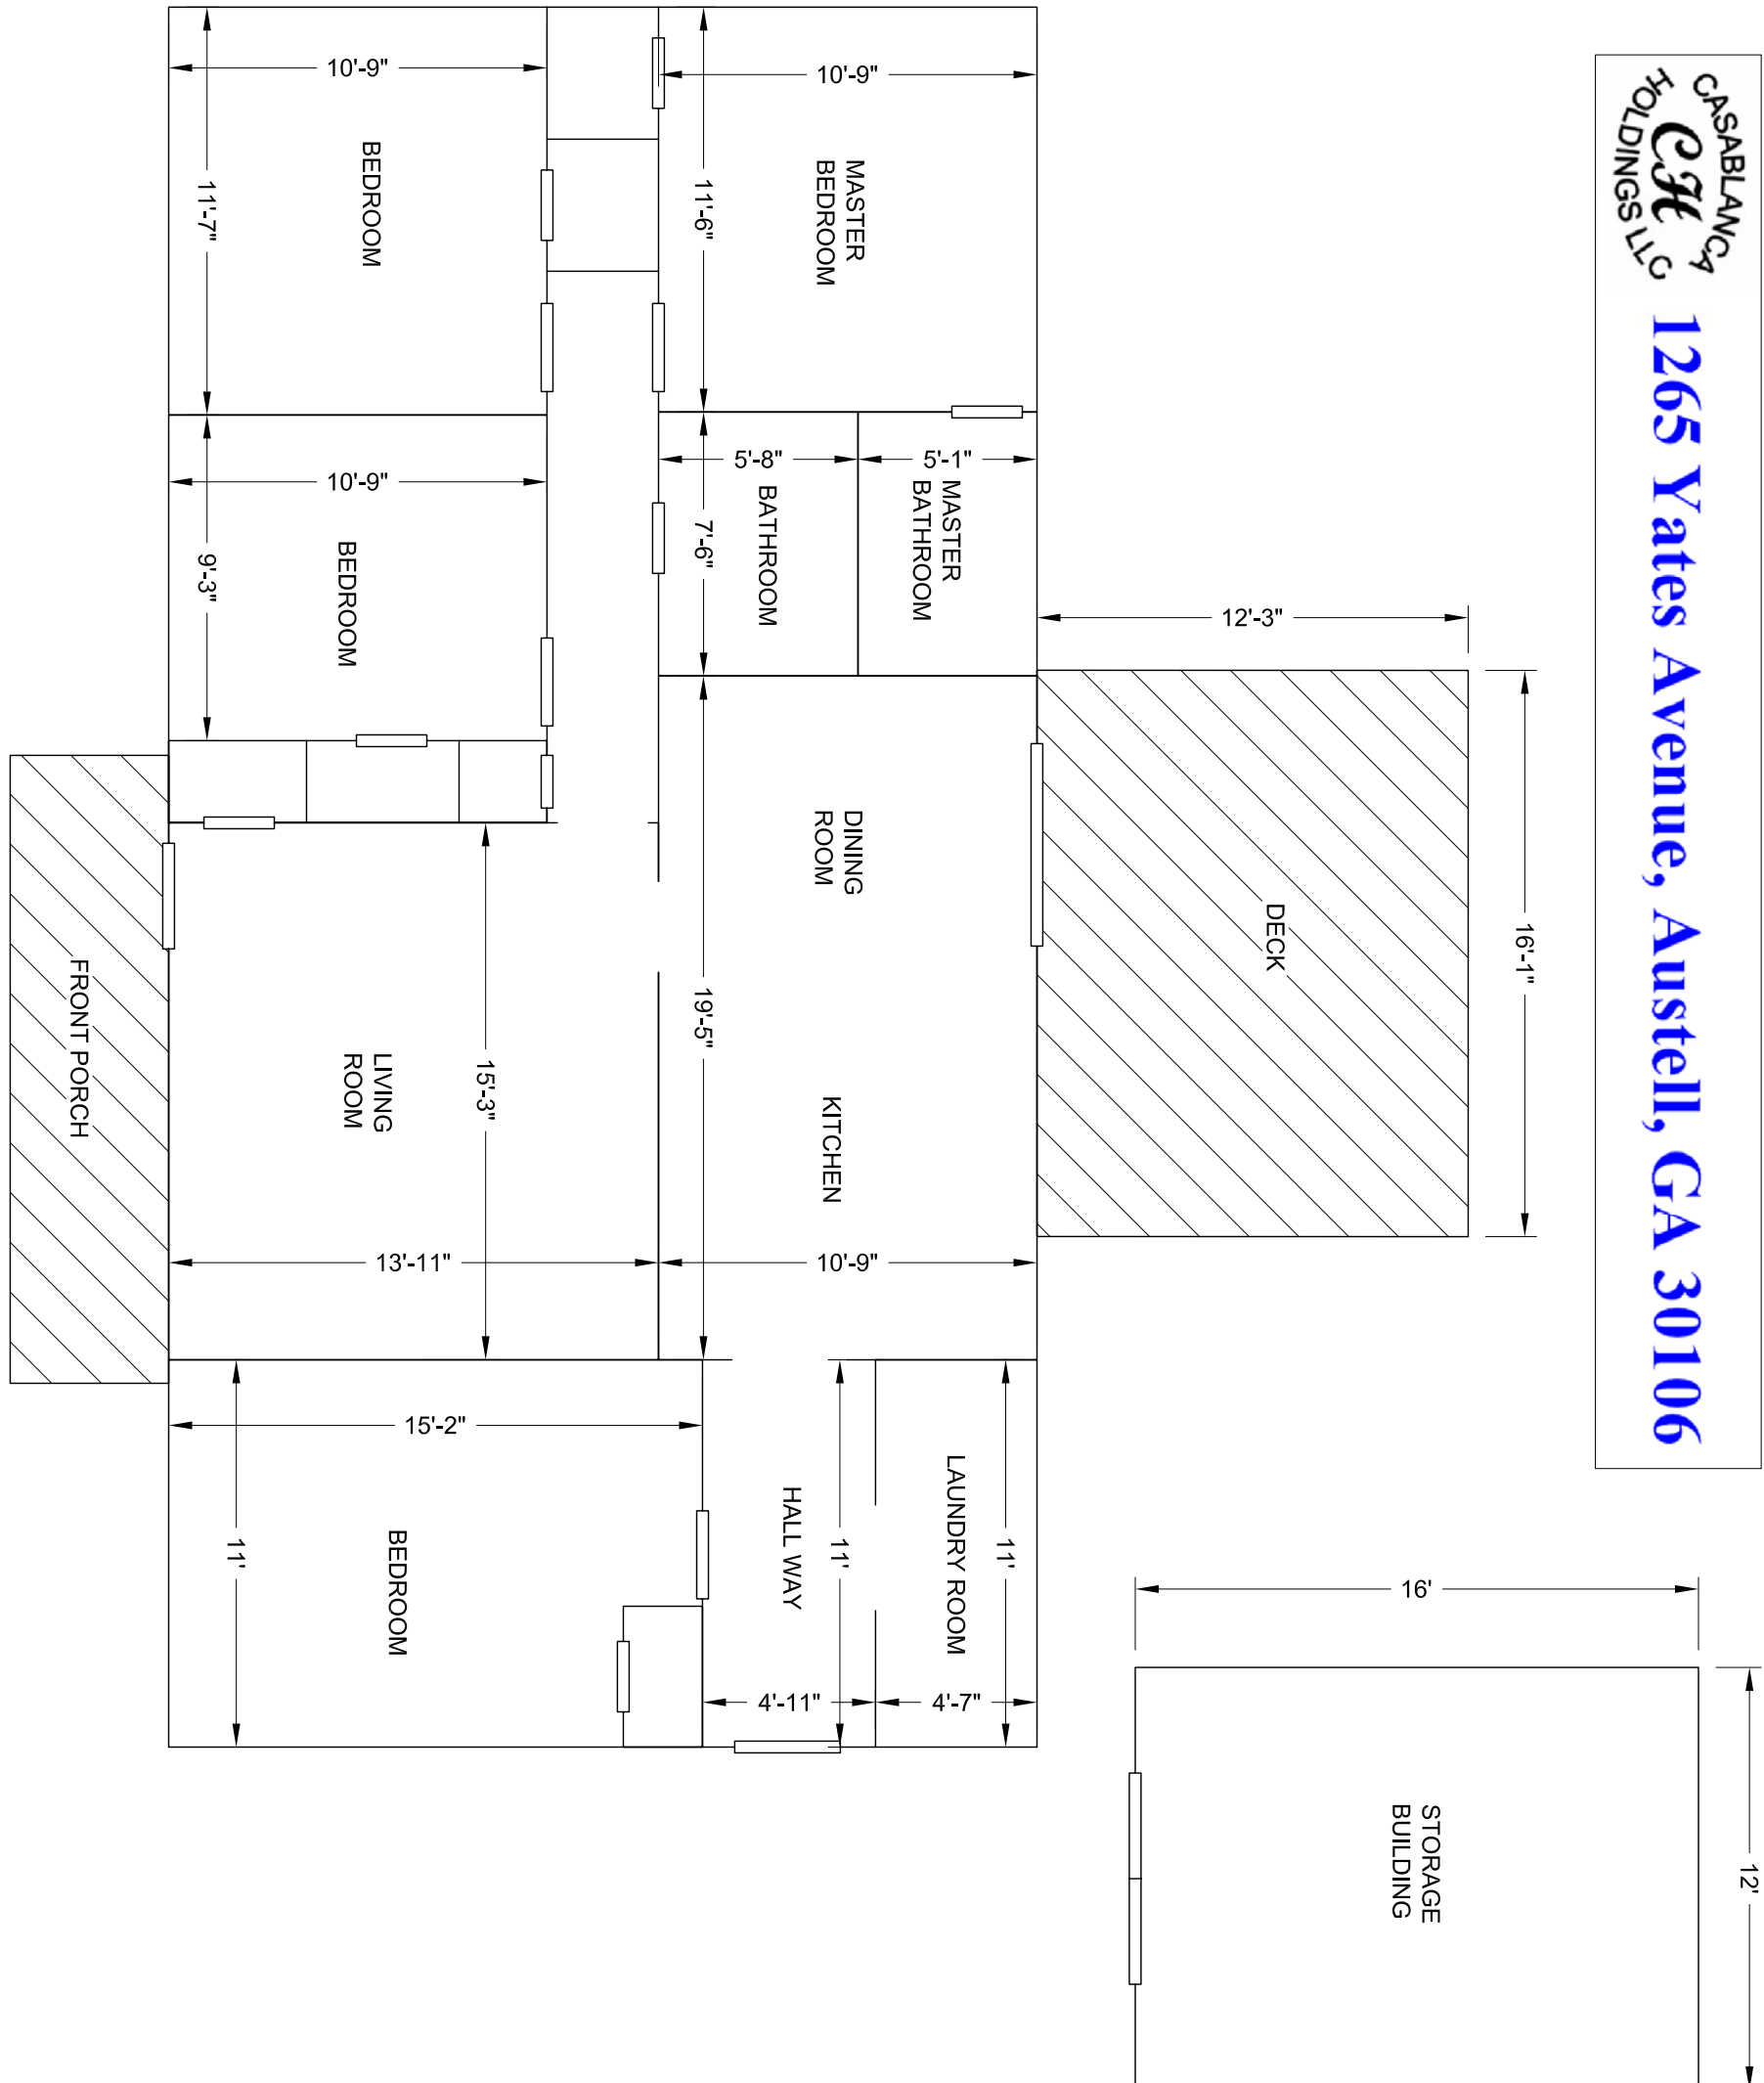 CASABLANCA
CH
HOLDINGS LLC
1265 Yates Avenue, Austell, GA 30106
10'-9"
11'-7"
BEDROOM
10'-9"
11'-6"
MASTER
BEDROOM
10'-9"
9'-3"
BEDROOM
5'-8"
7'-6"
BATHROOM
5'-1"
MASTER
BATHROOM
12'-3"
16'-1"
DECK
DINING
ROOM
19'-5"
KITCHEN
10'-9"
FRONT PORCH
LIVING
ROOM
15'-3"
13'-11"
15'-2"
11'
BEDROOM
HALL WAY
11'
4'-11"
LAUNDRY ROOM
11'
4'-7"
16'
12'
STORAGE
BUILDING